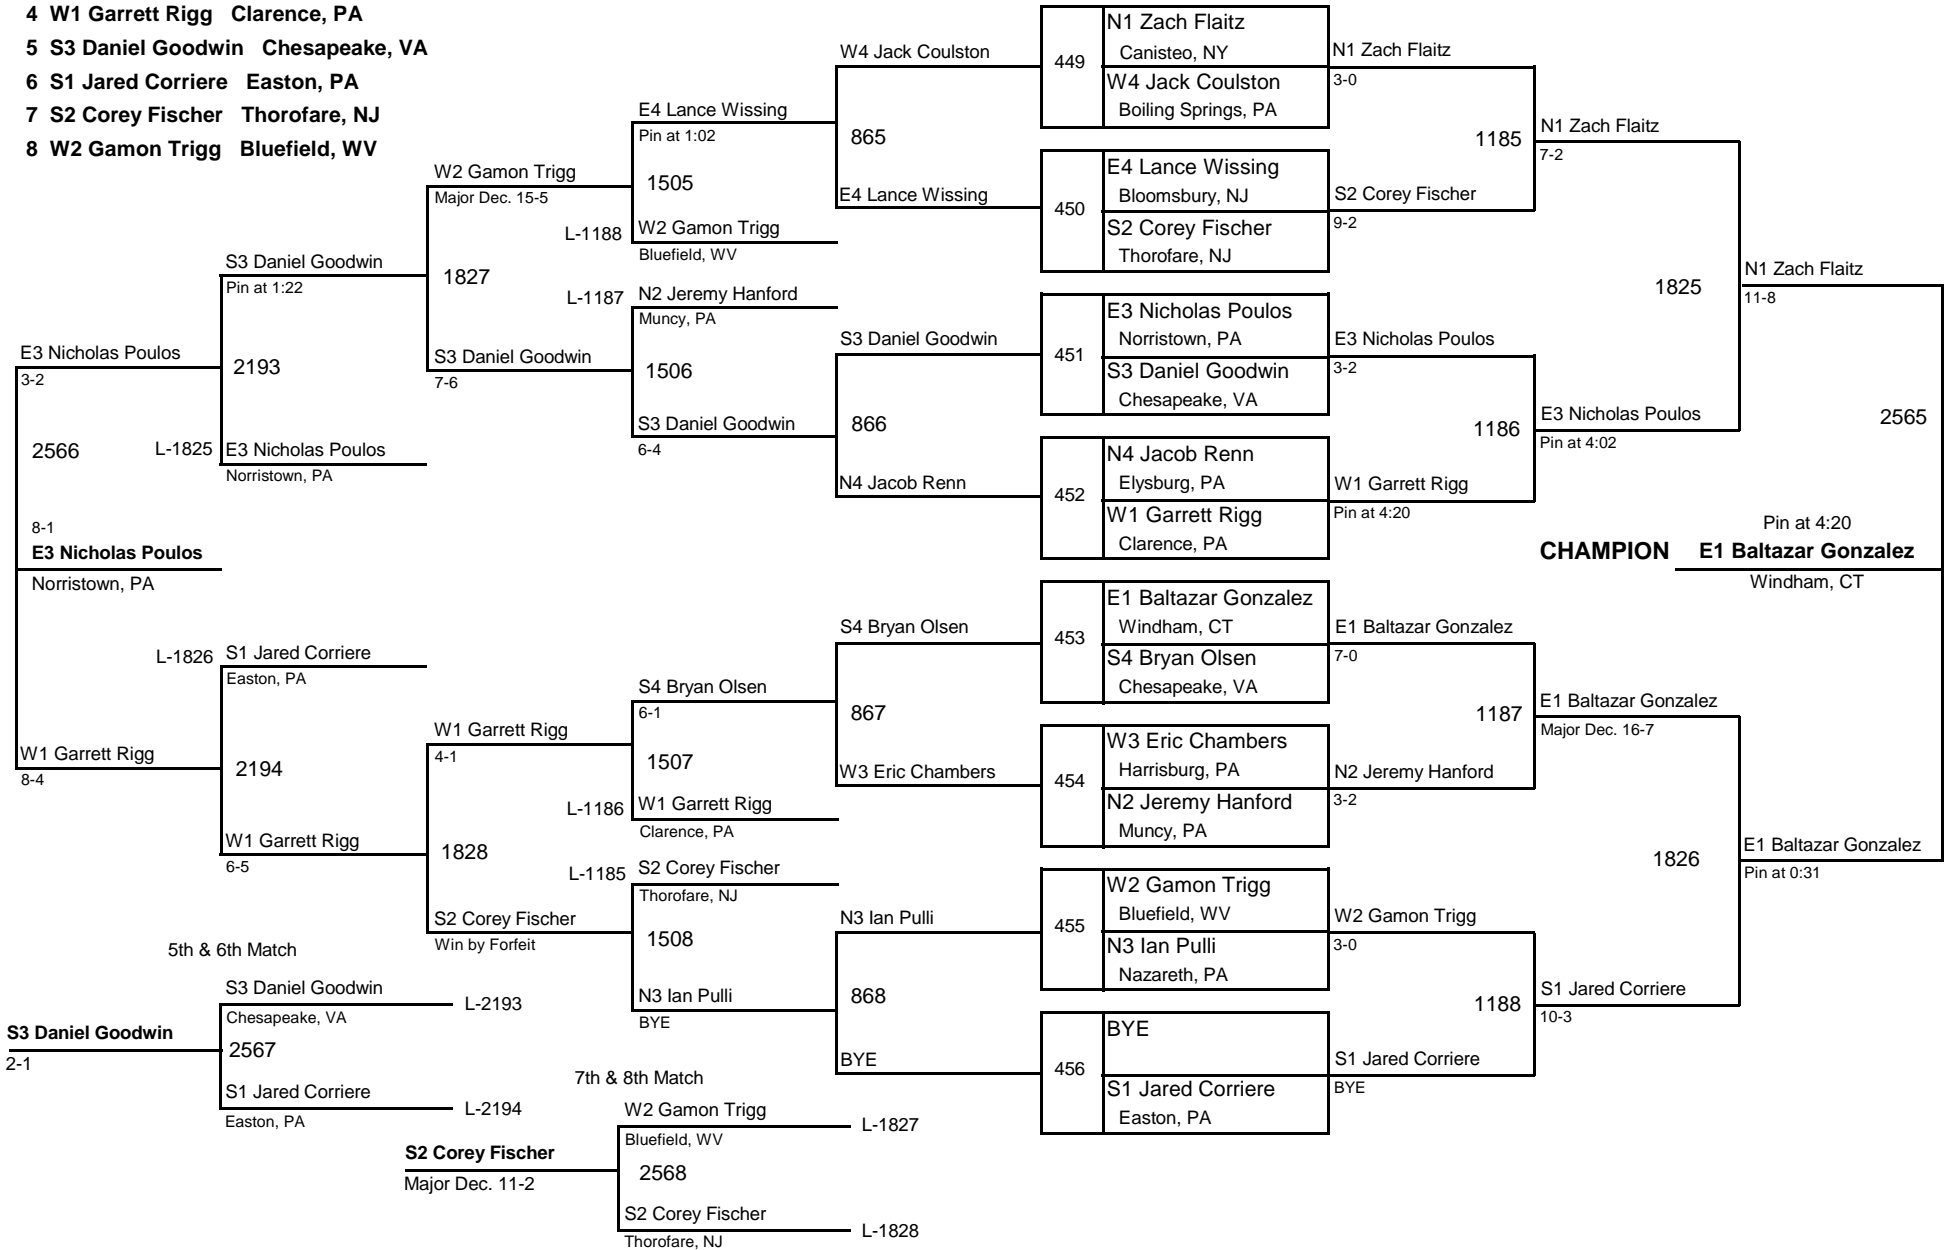 4 W1 Garrett Rigg Clarence, PA
5 S3 Daniel Goodwin Chesapeake, VA
6 S1 Jared Corriere Easton, PA
7 S2 Corey Fischer Thorofare, NJ
8 W2 Gamon Trigg Bluefield, WV
E3 Nicholas Poulos
3-2
2566
8-1
E3 Nicholas Poulos
Norristown, PA
W1 Garrett Rigg
8-4
S3 Daniel Goodwin
Pin at 1:22
2193
L-1825
E3 Nicholas Poulos
Norristown, PA
L-1826
S1 Jared Corriere
Easton, PA
2194
W1 Garrett Rigg
6-5
W2 Gamon Trigg
Major Dec. 15-5
1827
S3 Daniel Goodwin
7-6
W1 Garrett Rigg
4-1
1828
S2 Corey Fischer
Win by Forfeit
E4 Lance Wissing
Pin at 1:02
1505
L-1188
W2 Gamon Trigg
Bluefield, WV
L-1187
N2 Jeremy Hanford
Muncy, PA
1506
S3 Daniel Goodwin
6-4
S4 Bryan Olsen
6-1
1507
L-1186
W1 Garrett Rigg
Clarence, PA
L-1185
S2 Corey Fischer
Thorofare, NJ
1508
N3 Ian Pulli
BYE
W4 Jack Coulston
865
E4 Lance Wissing
S3 Daniel Goodwin
866
N4 Jacob Renn
S4 Bryan Olsen
867
W3 Eric Chambers
N3 Ian Pulli
868
BYE
449
N1 Zach Flaitz
Canisteo, NY
W4 Jack Coulston
Boiling Springs, PA
450
E4 Lance Wissing
Bloomsbury, NJ
S2 Corey Fischer
Thorofare, NJ
451
E3 Nicholas Poulos
Norristown, PA
S3 Daniel Goodwin
Chesapeake, VA
452
N4 Jacob Renn
Elysburg, PA
W1 Garrett Rigg
Clarence, PA
453
E1 Baltazar Gonzalez
Windham, CT
S4 Bryan Olsen
Chesapeake, VA
454
W3 Eric Chambers
Harrisburg, PA
N2 Jeremy Hanford
Muncy, PA
455
W2 Gamon Trigg
Bluefield, WV
N3 Ian Pulli
Nazareth, PA
456
BYE
S1 Jared Corriere
Easton, PA
N1 Zach Flaitz
3-0
1185
S2 Corey Fischer
9-2
E3 Nicholas Poulos
3-2
1186
W1 Garrett Rigg
Pin at 4:20
E1 Baltazar Gonzalez
7-0
1187
N2 Jeremy Hanford
3-2
W2 Gamon Trigg
3-0
1188
S1 Jared Corriere
BYE
N1 Zach Flaitz
7-2
1825
E3 Nicholas Poulos
Pin at 4:02
E1 Baltazar Gonzalez
Major Dec. 16-7
1826
S1 Jared Corriere
10-3
N1 Zach Flaitz
11-8
2565
Pin at 4:20
CHAMPION E1 Baltazar Gonzalez
Windham, CT
E1 Baltazar Gonzalez
Pin at 0:31
5th & 6th Match
S3 Daniel Goodwin
L-2193
Chesapeake, VA
S3 Daniel Goodwin
2-1
2567
S1 Jared Corriere
L-2194
Easton, PA
7th & 8th Match
W2 Gamon Trigg
L-1827
Bluefield, WV
S2 Corey Fischer
Major Dec. 11-2
2568
S2 Corey Fischer
L-1828
Thorofare, NJ